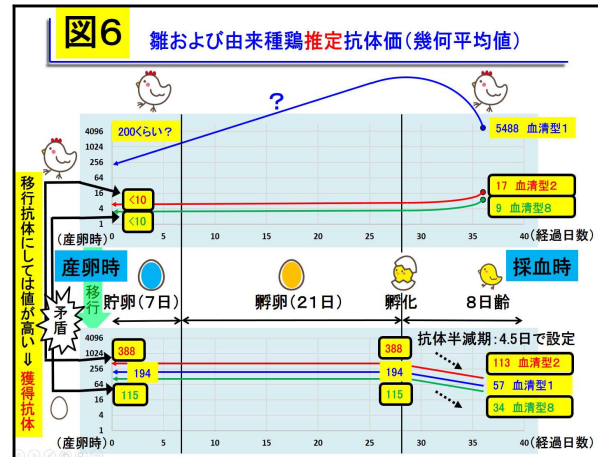 図6
雛および由来種鶏推定抗体価(幾何平均値)
4096
1024
256
64
16
4
1
200くらい?
?
5488 血清型1
<10
<10
17 血清型2
9 血清型8
(産卵時)
0
5
10
15
20
25
30
35
40
(経過日数)
移行抗体にしては値が高い⇒獲得抗体
矛盾
産卵時
移行
採血時
貯卵(7日)
孵卵(21日)
孵化
8日齢
抗体半減期:4.5日で設定
4096
1024
256
64
16
4
1
388
194
115
388
194
115
113 血清型2
57 血清型1
34 血清型8
(産卵時)
0
5
10
15
20
25
30
35
40
(経過日数)